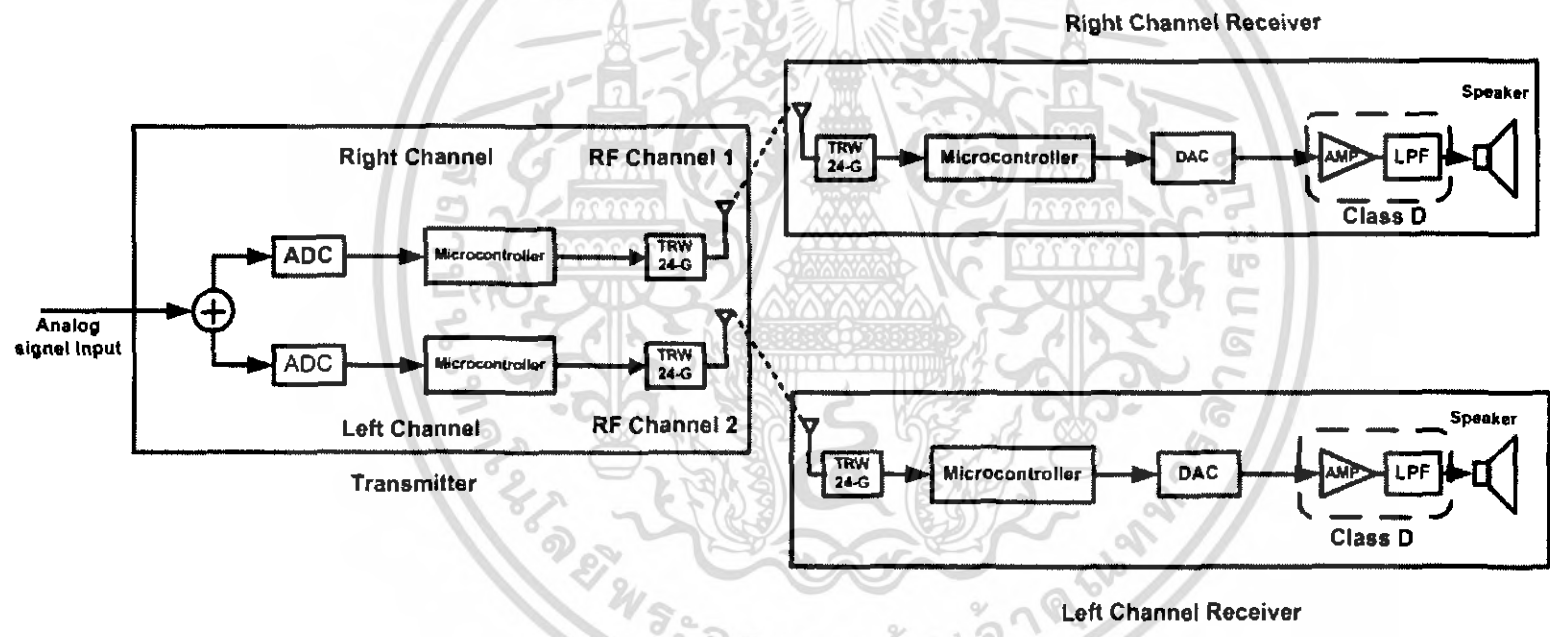 Right Channel Receiver
Speaker
TRW
24-G
Microcontroller
DAC
AMP
LPF
Class D
Right Channel
RF Channel 1
ADC
Microcontroller
TRW
24-G
Analog
signel Input
ADC
Microcontroller
TRW
24-G
Left Channel
RF Channel 2
Transmitter
Speaker
TRW
24-G
Microcontroller
DAC
AMP
LPF
Class D
Left Channel Receiver